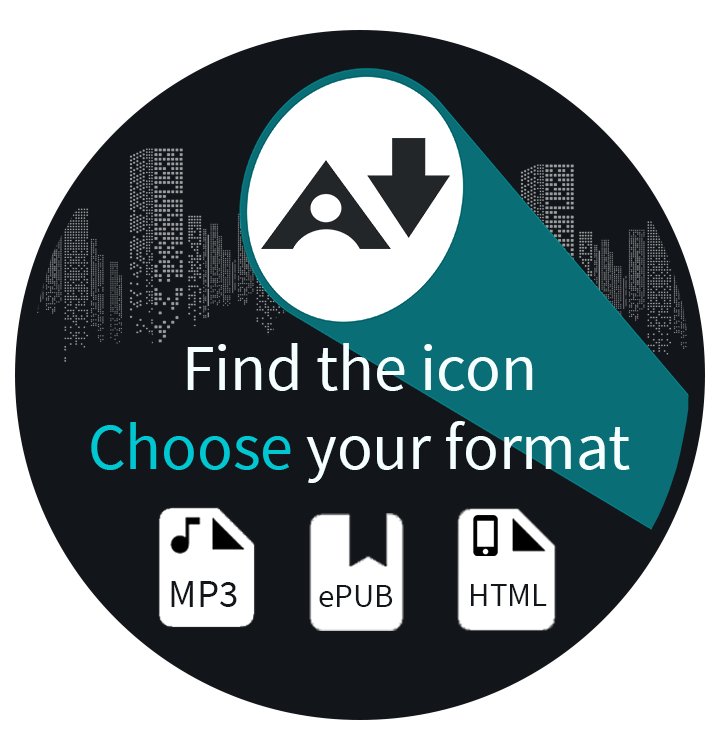 Find the icon
Choose your format
MP3
ePUB
HTML